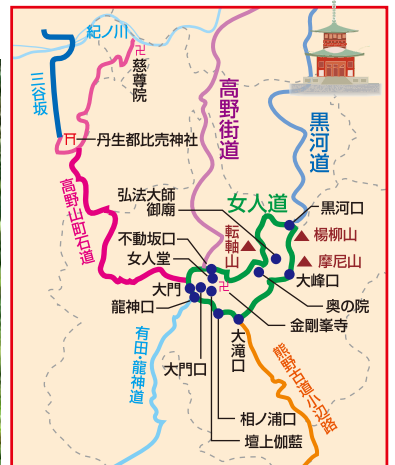 紀ノ川
卍
慈尊院
三谷坂
高野街道
黒河道
丹生都比売神社
高野山町石道
弘法大師
御廟
女人道
黒河口
転軸山
楊柳山
摩尼山
不動坂口
女人堂
大門
卍
大峰口
龍神口
奥の院
金剛峯寺
有田・龍神道
大門口
大滝口
熊野古道小辺路
相ノ浦口
壇上伽藍